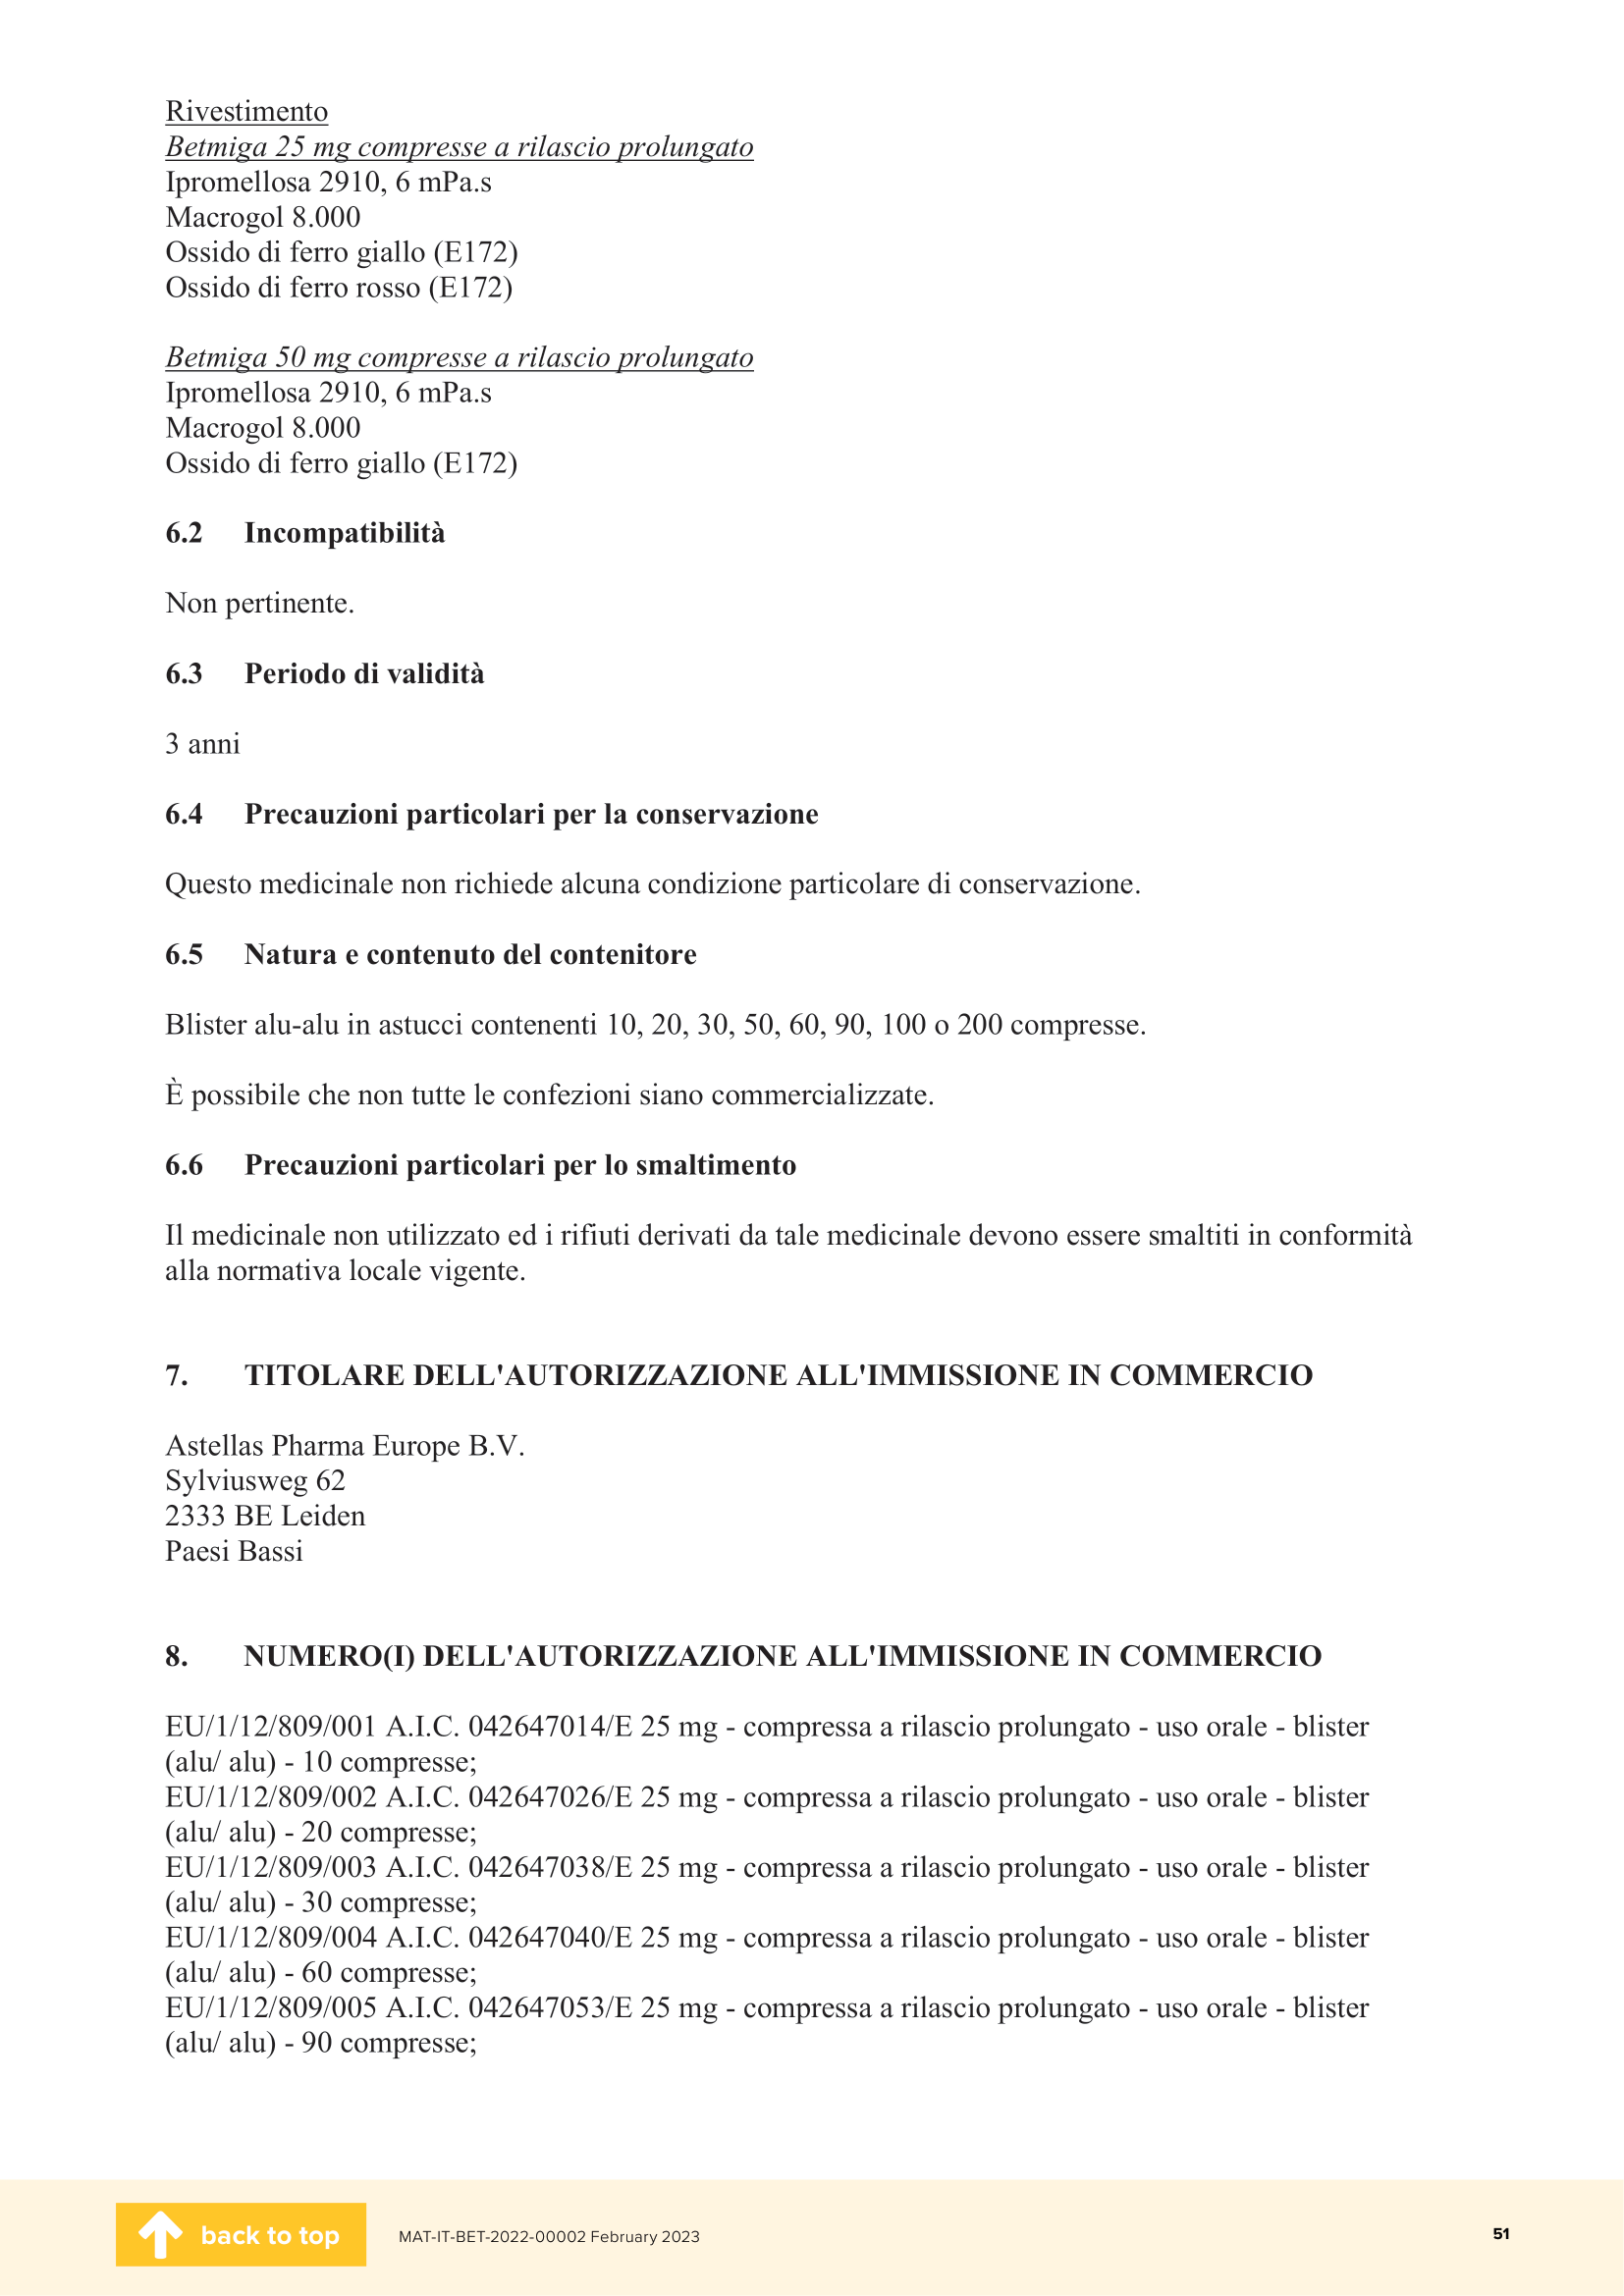 Rivestimento
Betmiga 25 mg compresse a rilascio prolungato
Ipromellosa 2910, 6 mPa.s
Macrogol 8.000
Ossido di ferro giallo (E172)
Ossido di ferro rosso (E172)
Betmiga 50 mg compresse a rilascio prolungato
Ipromellosa 2910, 6 mPa.s
Macrogol 8.000
Ossido di ferro giallo (E172)
6.2 Incompatibilità
Non pertinente.
6.3 Periodo di validità
3 anni
6.4 Precauzioni particolari per la conservazione
Questo medicinale non richiede alcuna condizione particolare di conservazione.
6.5 Natura e contenuto del contenitore
Blister alu-alu in astucci contenenti 10, 20, 30, 50, 60, 90, 100 o 200 compresse.
È possibile che non tutte le confezioni siano commercializzate.
6.6 Precauzioni particolari per lo smaltimento
Il medicinale non utilizzato ed i rifiuti derivati da tale medicinale devono essere smaltiti in conformità
alla normativa locale vigente.
7. TITOLARE DELL'AUTORIZZAZIONE ALL'IMMISSIONE IN COMMERCIO
Astellas Pharma Europe B.V.
Sylviusweg 62
2333 BE Leiden
Paesi Bassi
8. NUMERO(I) DELL'AUTORIZZAZIONE ALL'IMMISSIONE IN COMMERCIO
EU/1/12/809/001 A.I.C. 042647014/E 25 mg - compressa a rilascio prolungato - uso orale - blister
(alu/ alu) - 10 compresse;
EU/1/12/809/002 A.I.C. 042647026/E 25 mg - compressa a rilascio prolungato - uso orale - blister
(alu/ alu) - 20 compresse;
EU/1/12/809/003 A.I.C. 042647038/E 25 mg - compressa a rilascio prolungato - uso orale - blister
(alu/ alu) - 30 compresse;
EU/1/12/809/004 A.I.C. 042647040/E 25 mg - compressa a rilascio prolungato - uso orale - blister
(alu/ alu) - 60 compresse;
EU/1/12/809/005 A.I.C. 042647053/E 25 mg - compressa a rilascio prolungato - uso orale - blister
(alu/ alu) - 90 compresse;
back to top
MAT-IT-BET-2022-00002 February 2023
51